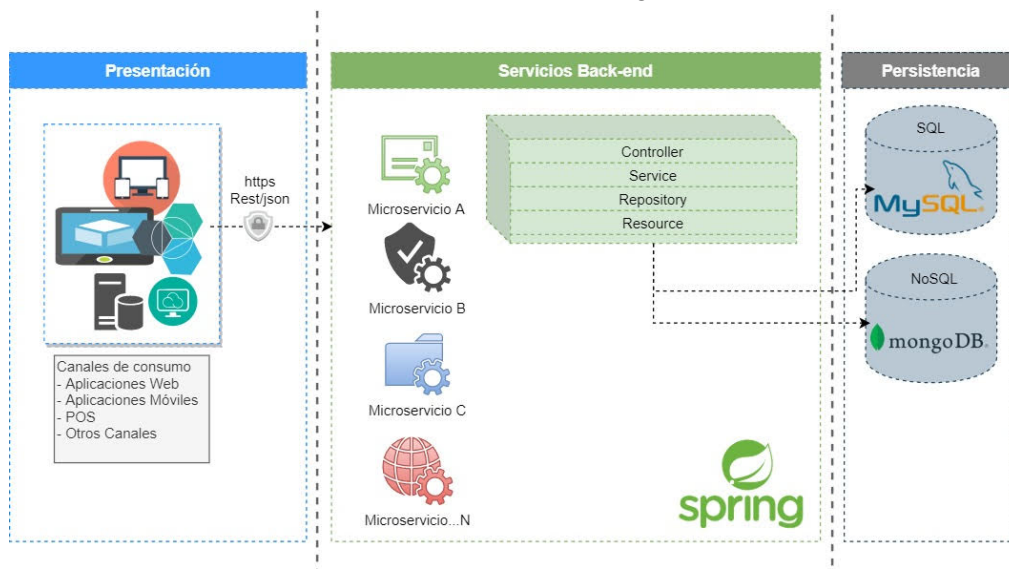 Presentación
https
Rest/json
Canales de consumo
- Aplicaciones Web
- Aplicaciones Móviles
- POS
- Otros Canales
Servicios Back-end
Microservicio A
Microservicio B
Microservicio C
Microservicio...N
Controller
Service
Repository
Resource
spring
Persistencia
SQL
MySQL
NoSQL
mongoDB